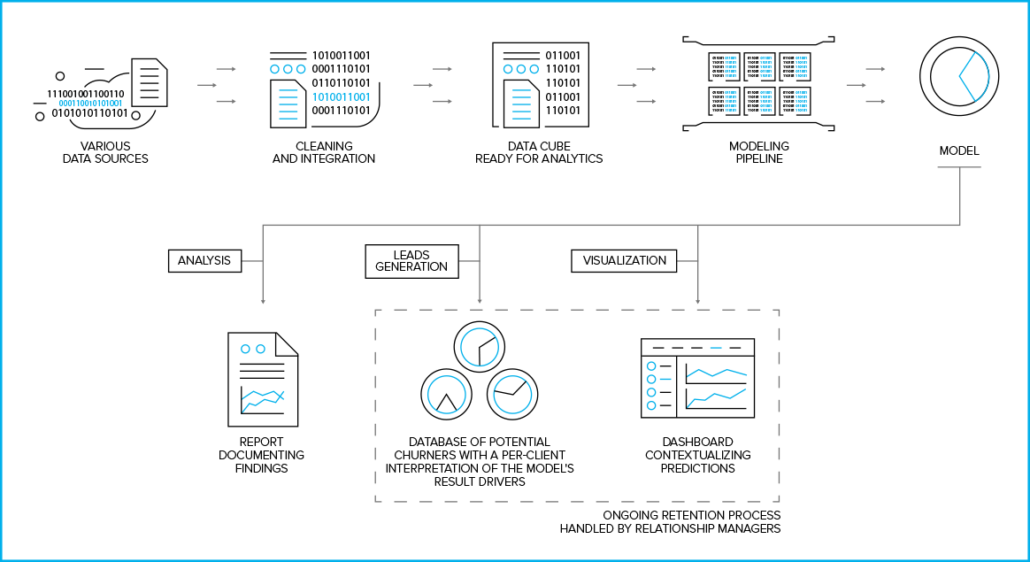 1010011001
0001110101
0110110101
1010011001
0001110101
011001
110101
110101
011001
110101
111001001100110
000110010101001
01010101110101
VARIOUS
DATA SOURCES
CLEANING
AND INTEGRATION
DATA CUBE
READY FOR ANALYTICS
MODELING
PIPELINE
MODEL
ANALYSIS
LEADS
GENERATION
VISUALIZATION
REPORT
DOCUMENTING
FINDINGS
DATABASE OF POTENTIAL
CHURNERS WITH A PER-CLIENT
INTERPRETATION OF THE MODEL'S
RESULT DRIVERS
DASHBOARD
CONTEXTUALIZING
PREDICTIONS
ONGOING RETENTION PROCESS
HANDLED BY RELATIONSHIP MANAGERS